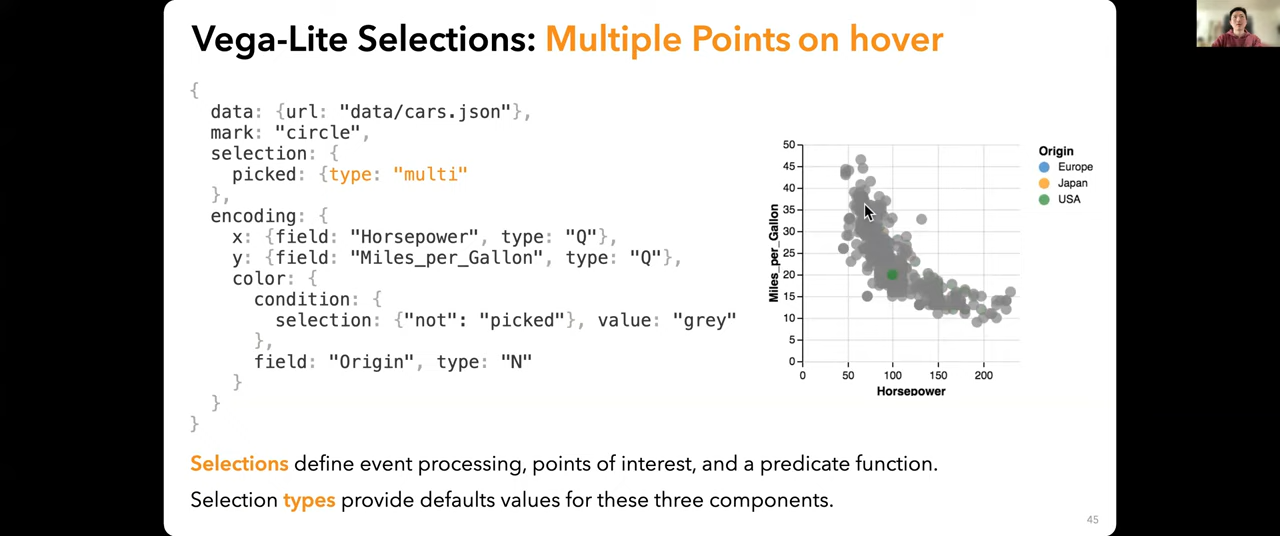 Vega-Lite Selections: Multiple Points on hover
{
data: {url: "data/cars.json"},
mark: "circle",
selection: {
picked: {type: "multi"
},
encoding: {
x: {field: "Horsepower", type: "Q"},
y: {field: "Miles_per_Gallon", type: "Q"},
color: {
condition: {
selection: {"not": "picked"}, value: "grey"
},
field: "Origin", type: "N"
}
}
}
50
45
40
35
30
25
20
15
10
5
0
Miles_per_Gallon
0 50 100 150 200
Horsepower
Origin
Europe
Japan
USA
Selections define event processing, points of interest, and a predicate function.
Selection types provide defaults values for these three components.
45